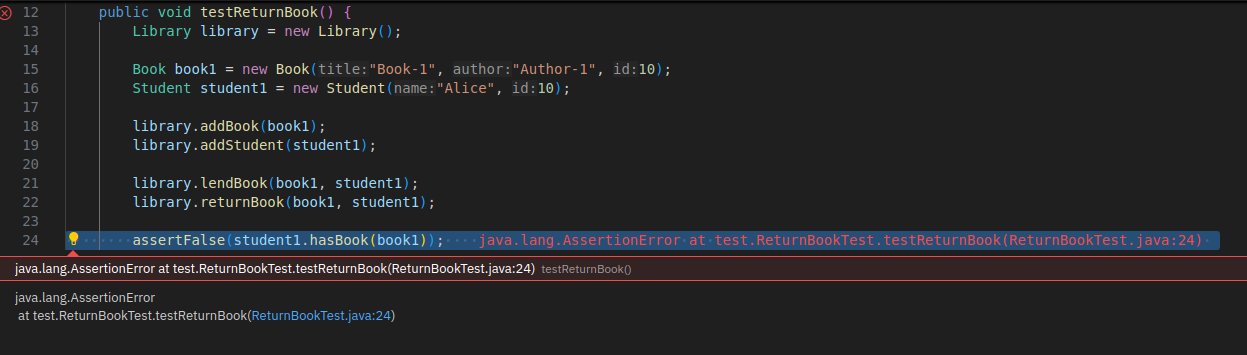 12 public void testReturnBook() {
13 Library library = new Library();
14
15 Book book1 = new Book(title:"Book-1", author:"Author-1", id:10);
16 Student student1 = new Student(name:"Alice", id:10);
17
18 library.addBook(book1);
19 library.addStudent(student1);
20
21 library.lendBook(book1, student1);
22 library.returnBook(book1, student1);
23
24 assertFalse(student1.hasBook(book1)); java.lang.AssertionError at test.ReturnBookTest.testReturnBook(ReturnBookTest.java:24)
java.lang.AssertionError at test.ReturnBookTest.testReturnBook(ReturnBookTest.java:24) testReturnBook()
java.lang.AssertionError
at test.ReturnBookTest.testReturnBook(ReturnBookTest.java:24)